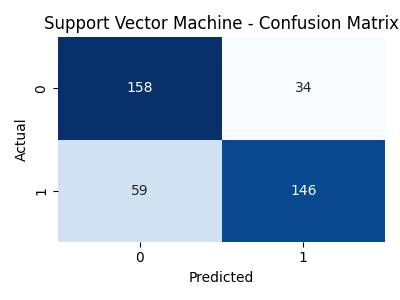 Support Vector Machine - Confusion Matrix
Actual
0
158
34
1
59
146
0
1
Predicted